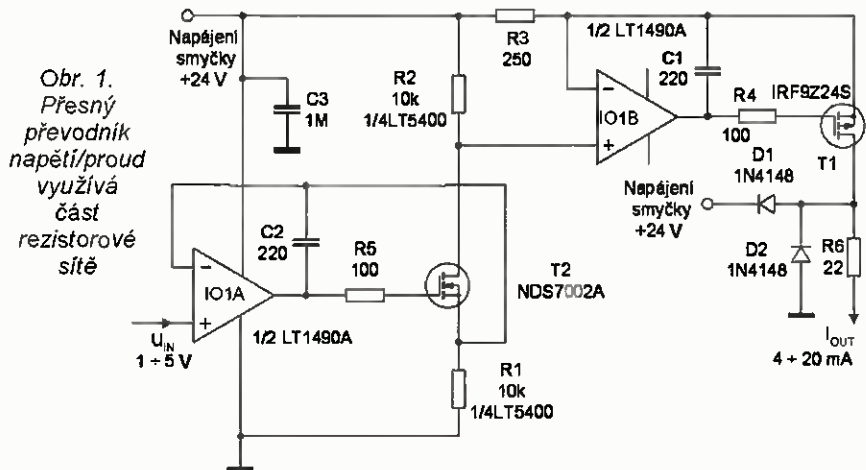 Obr. 1.
Přesný
převodník
napětí/proud
využívá
část
rezistorové
sítě
Napájení
smyčky
+24 V
C3
1M
R2
10k
1/4LT5400
R3
250
1/2 LT1490A
C1
220
R4
100
IRF9Z24S
T1
−
IO1B
+
D1
1N4148
Napájení
smyčky
+24 V
D2
1N4148
R6
22
IOUT
4 ÷ 20 mA
C2
220
R5
100
T2
NDS7002A
−
IO1A
+
uIN
1 ÷ 5 V
1/2 LT1490A
R1
10k
1/4LT5400